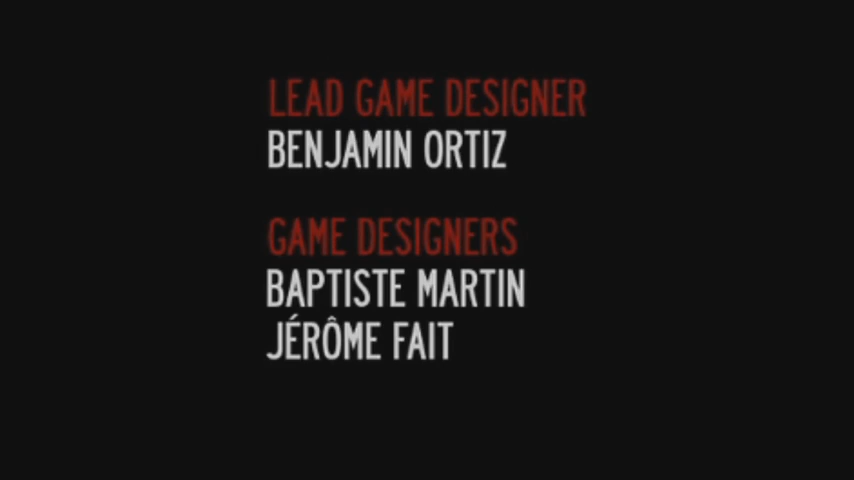 LEAD GAME DESIGNER
BENJAMIN ORTIZ
GAME DESIGNERS
BAPTISTE MARTIN
JÉRÔME FAIT